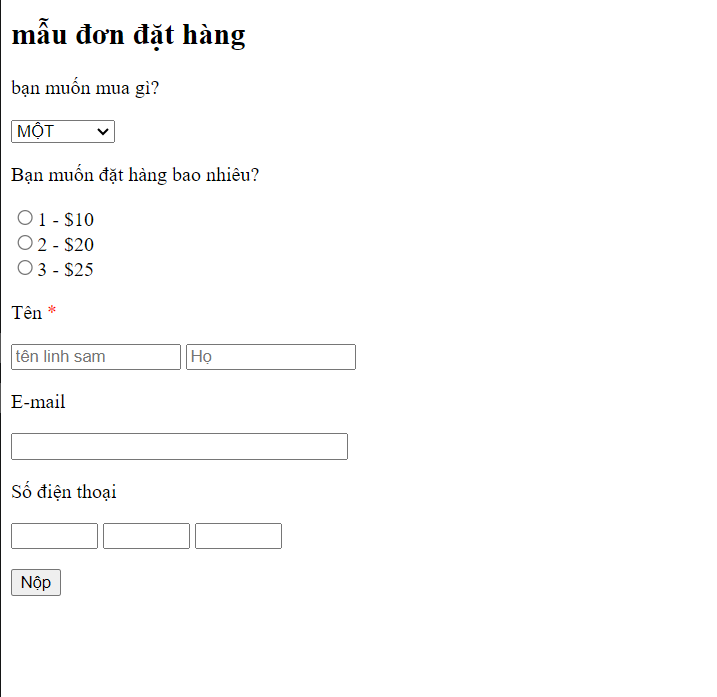 mẫu đơn đặt hàng
bạn muốn mua gì?
MỘT
Bạn muốn đặt hàng bao nhiêu?
1 - $10
2 - $20
3 - $25
Tên *
tên linh sam Họ
E-mail
Số điện thoại
Nộp